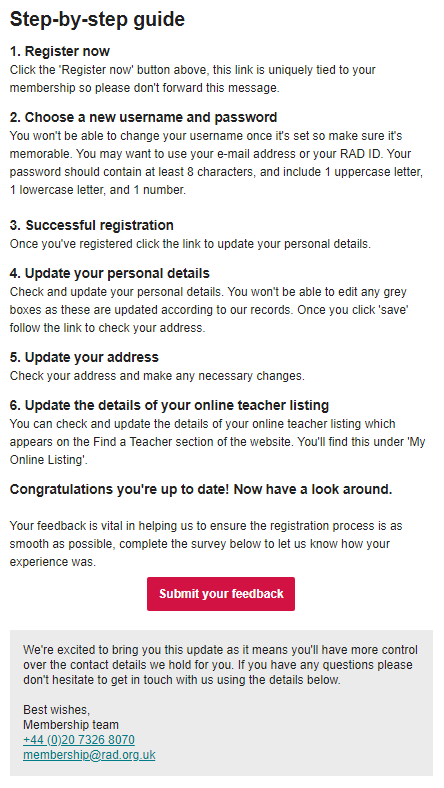 Step-by-step guide
1. Register now
Click the 'Register now' button above, this link is uniquely tied to your
membership so please don't forward this message.
2. Choose a new username and password
You won't be able to change your username once it's set so make sure it's
memorable. You may want to use your e-mail address or your RAD ID. Your
password should contain at least 8 characters, and include 1 uppercase letter,
1 lowercase letter, and 1 number.
3. Successful registration
Once you've registered click the link to update your personal details.
4. Update your personal details
Check and update your personal details. You won't be able to edit any grey
boxes as these are updated according to our records. Once you click 'save'
follow the link to check your address.
5. Update your address
Check your address and make any necessary changes.
6. Update the details of your online teacher listing
You can check and update the details of your online teacher listing which
appears on the Find a Teacher section of the website. You'll find this under 'My
Online Listing'.
Congratulations you're up to date! Now have a look around.
Your feedback is vital in helping us to ensure the registration process is as
smooth as possible, complete the survey below to let us know how your
experience was.
Submit your feedback
We're excited to bring you this update as it means you'll have more control
over the contact details we hold for you. If you have any questions please
don't hesitate to get in touch with us using the details below.
Best wishes,
Membership team
+44 (0)20 7326 8070
membership@rad.org.uk